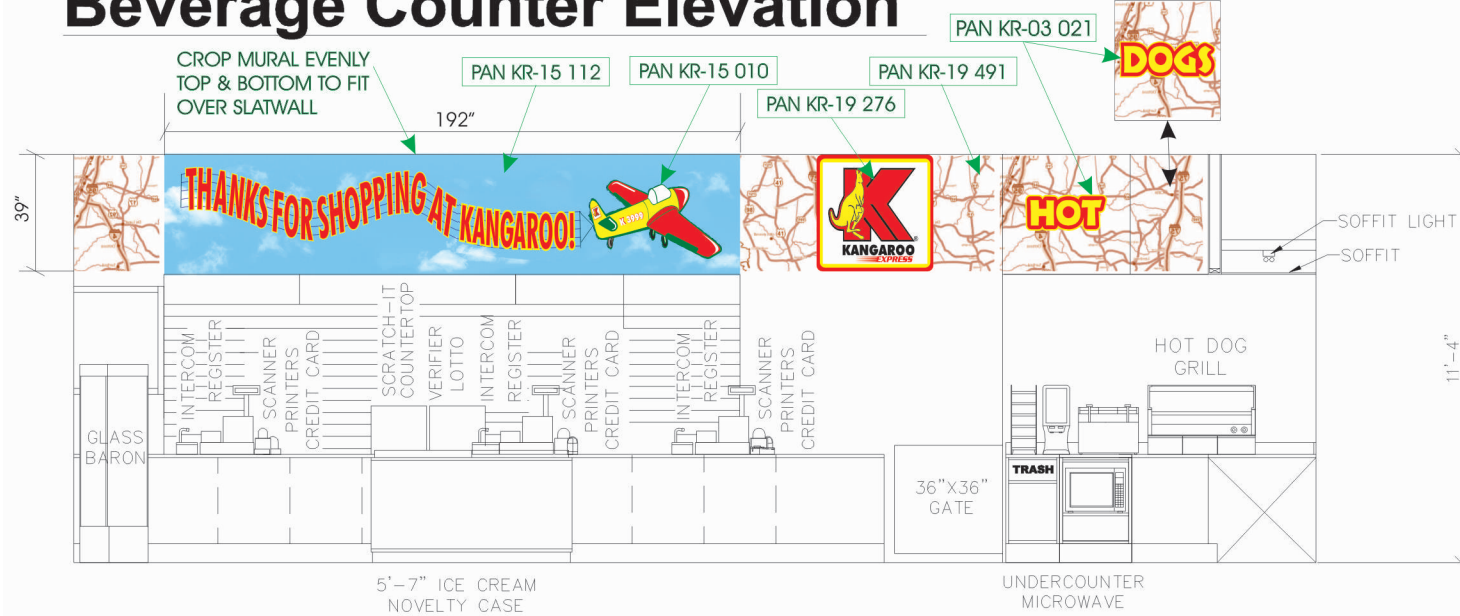 Beverage Counter Elevation
CROP MURAL EVENLY
TOP & BOTTOM TO FIT
OVER SLATWALL
PAN KR-15 112
PAN KR-15 010
PAN KR-19 276
PAN KR-19 491
PAN KR-03 021
DOGS
192"
39"
THANKS FOR SHOPPING AT KANGAROO!
K 3999
K
KANGAROO
EXPRESS
HOT
SOFFIT LIGHT
SOFFIT
11'-4"
INTERCOM
REGISTER
SCANNER
PRINTERS
CREDIT CARD
SCRATCH-IT
COUNTERTOP
VERIFIER
LOTTO
INTERCOM
REGISTER
SCANNER
PRINTERS
CREDIT CARD
INTERCOM
REGISTER
SCANNER
PRINTERS
CREDIT CARD
HOT DOG
GRILL
GLASS
BARON
36"X36"
GATE
TRASH
5'-7" ICE CREAM
NOVELTY CASE
UNDERCOUNTER
MICROWAVE